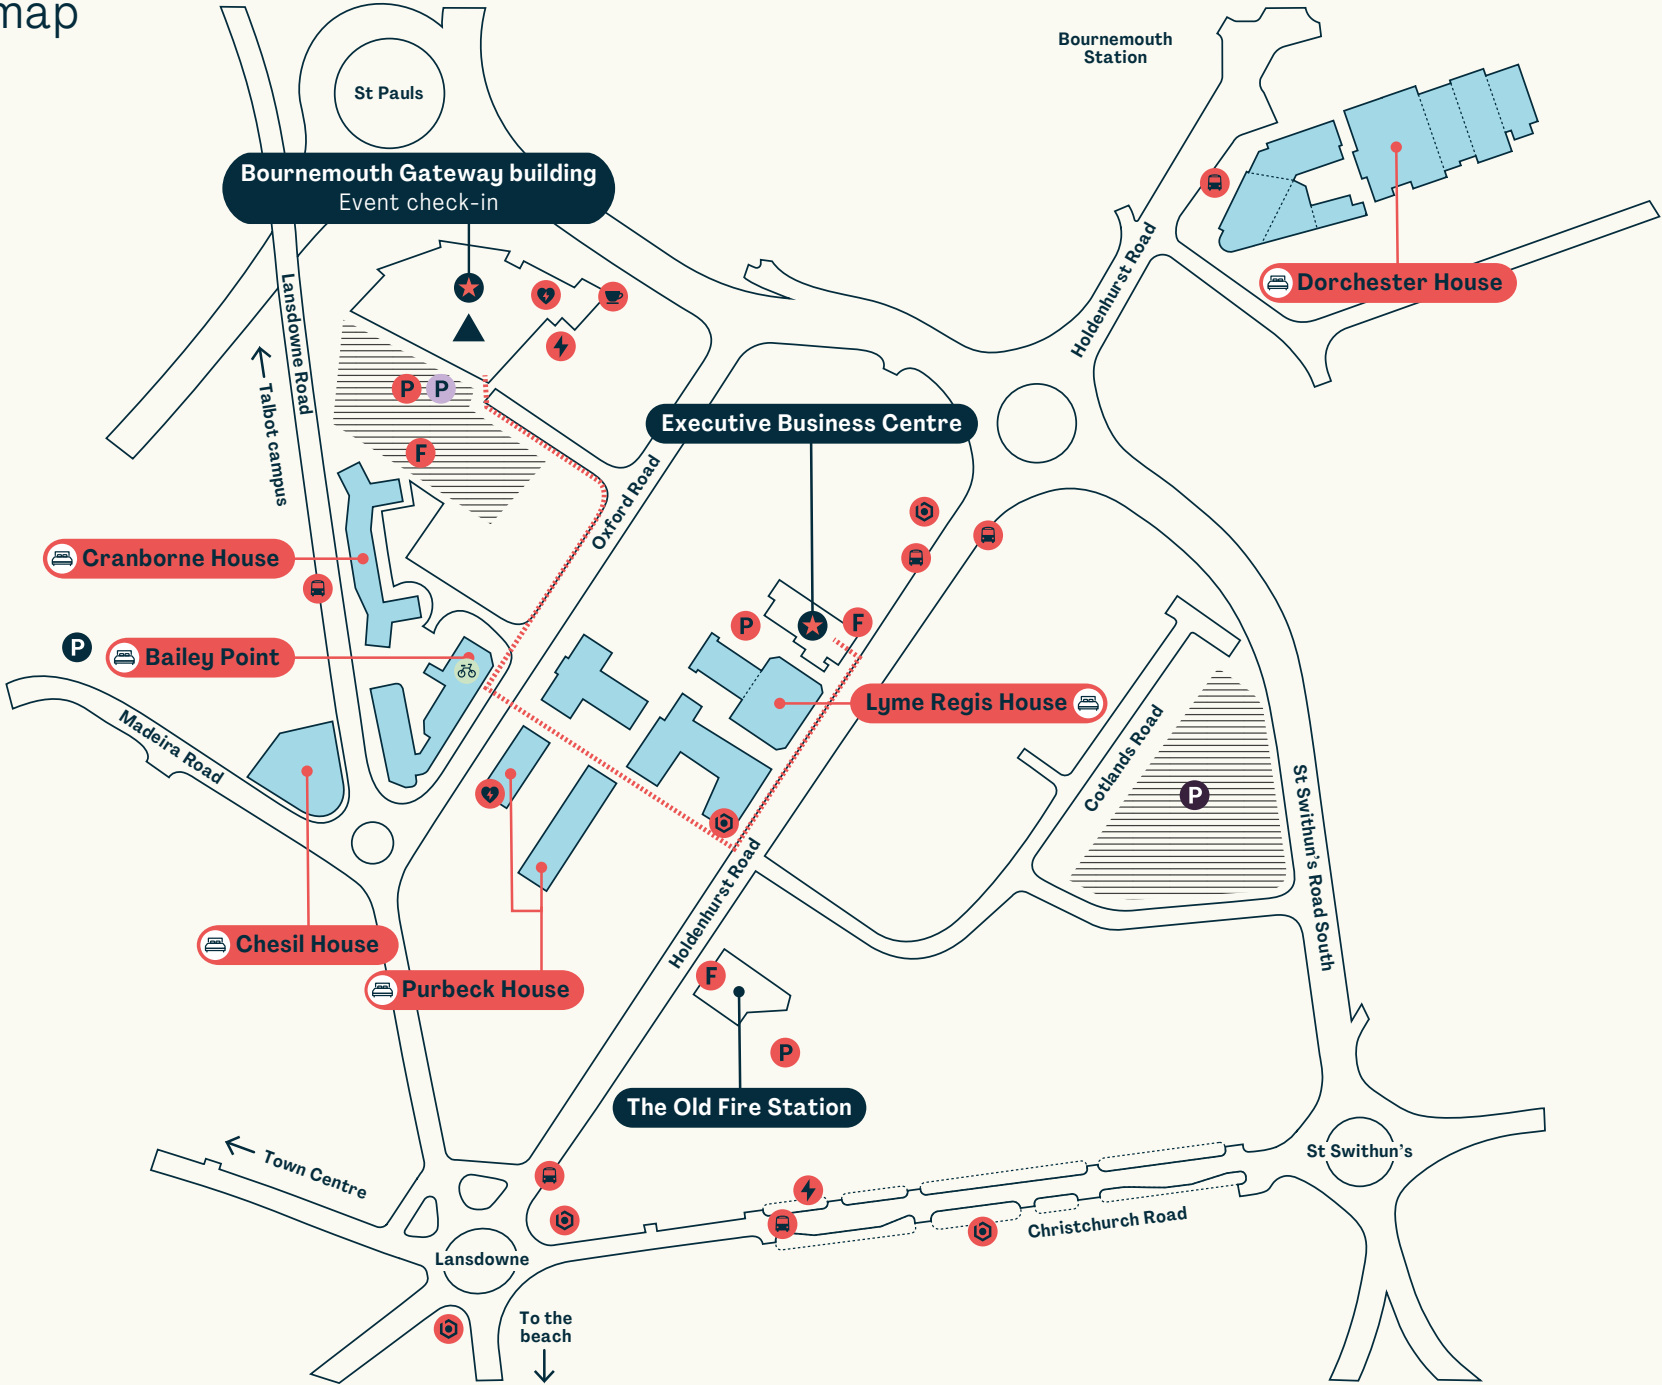 map
Bournemouth
Station
St Pauls
Bournemouth Gateway building
Event check-in
Holdenhurst Road
Dorchester House
Lansdowne Road
Talbot campus
P P
F
Executive Business Centre
Oxford Road
Cranborne House
P
Bailey Point
P
F
Lyme Regis House
Madeira Road
Cotlands Road
P
St Swithun's Road South
Holdenhurst Road
Chesil House
Purbeck House
F
P
The Old Fire Station
Town Centre
St Swithun's
Christchurch Road
Lansdowne
To the
beach